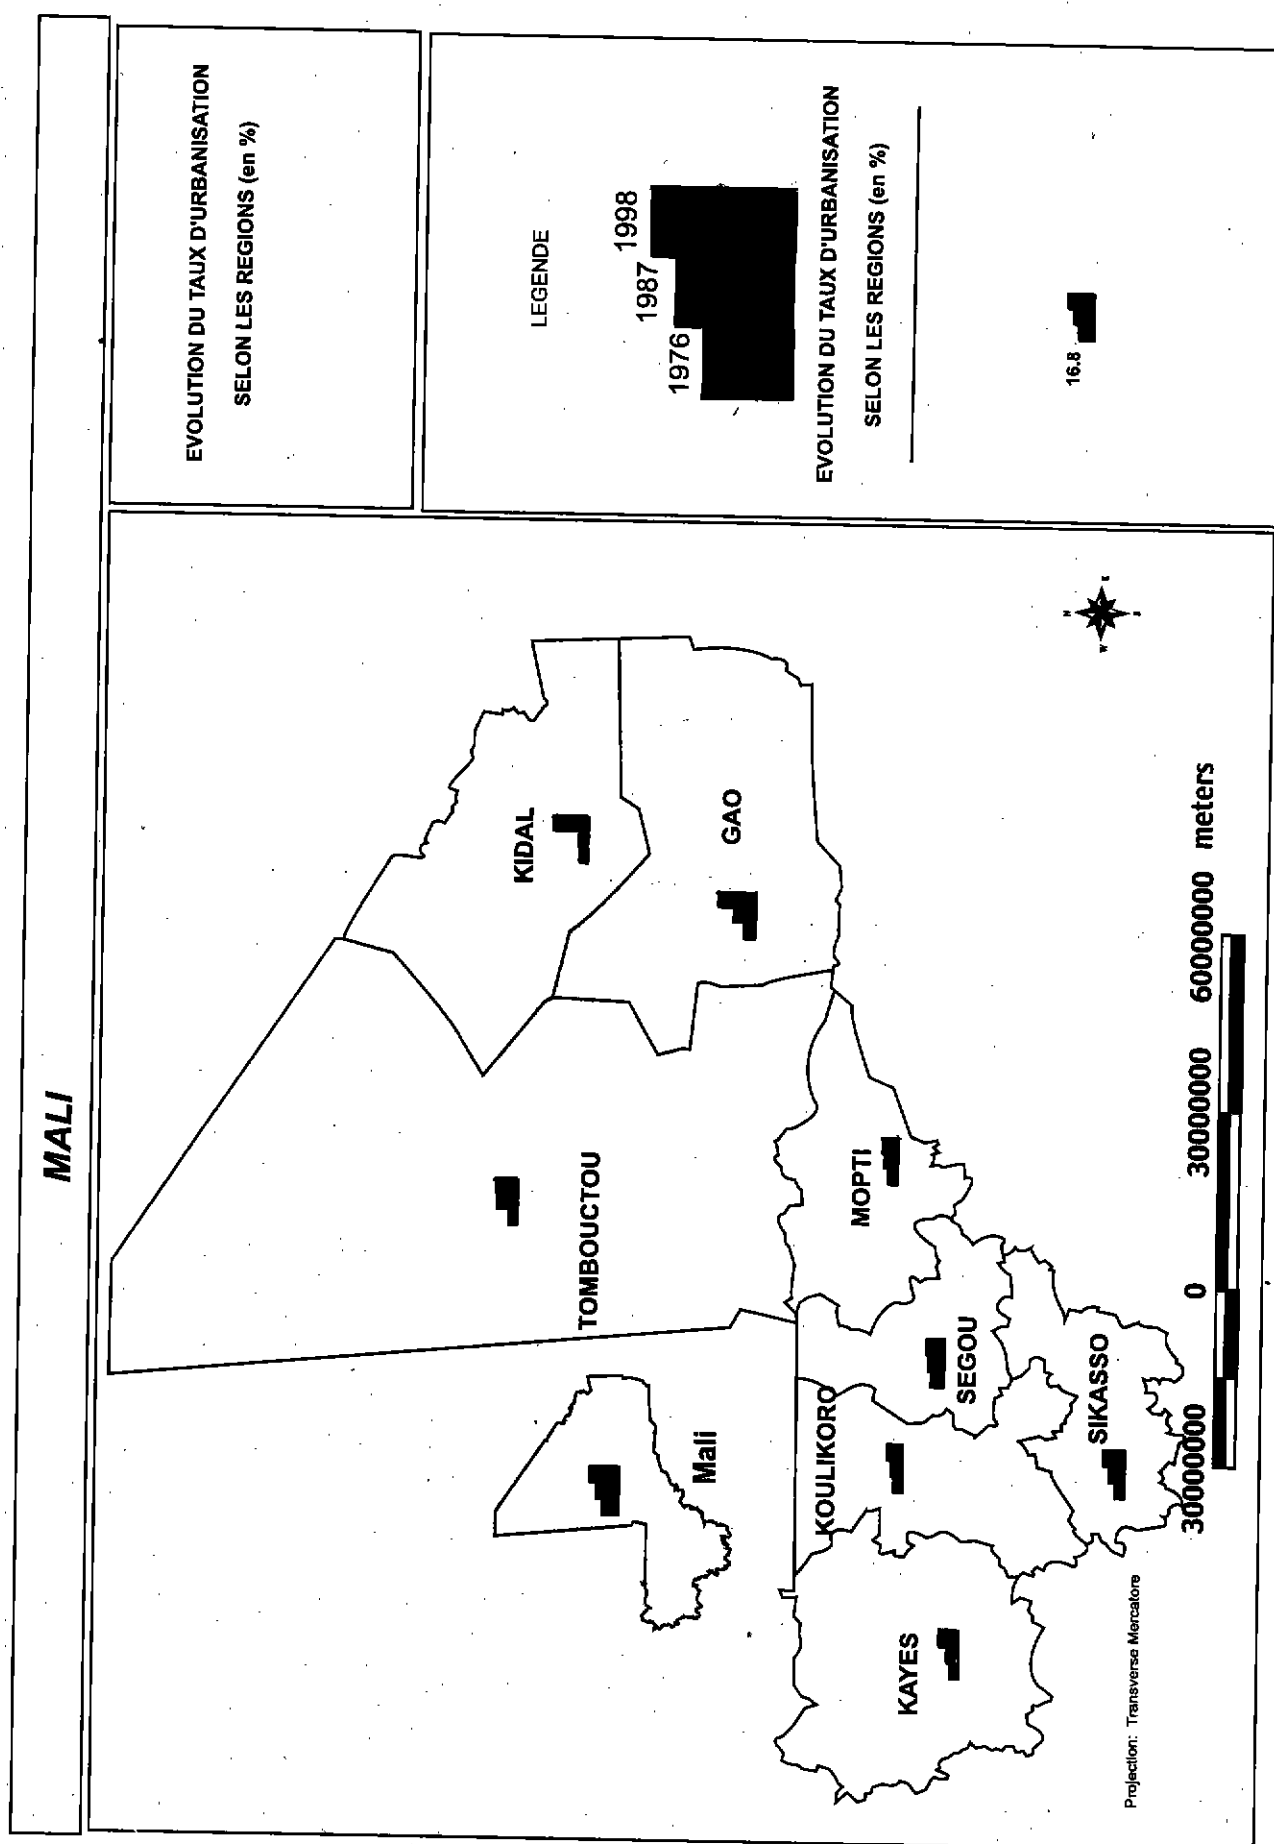 MALI
EVOLUTION DU TAUX D'URBANISATION
SELON LES REGIONS (en %)
LEGENDE
1976
1987
1998
EVOLUTION DU TAUX D'URBANISATION
SELON LES REGIONS (en %)
16.8
KIDAL
GAO
TOMBOUCTOU
MOPTI
Mali
KOULIKORO
SEGOU
SIKASSO
KAYES
N
W
E
S
30000000 0 30000000 60000000 meters
Projection: Transverse Mercatore